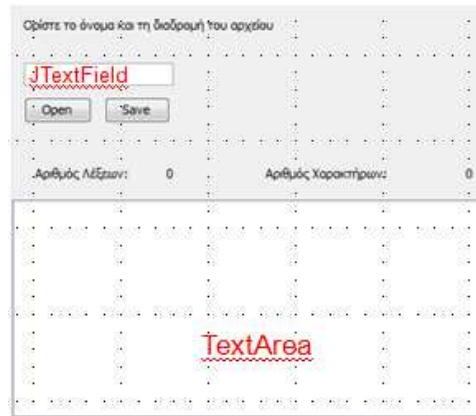 Ορίστε το όνομα και τη διαδρομή του αρχείου
JTextField
Open Save
Αριθμός Λέξεων: 0 Αριθμός Χαρακτήρων: 0
TextArea